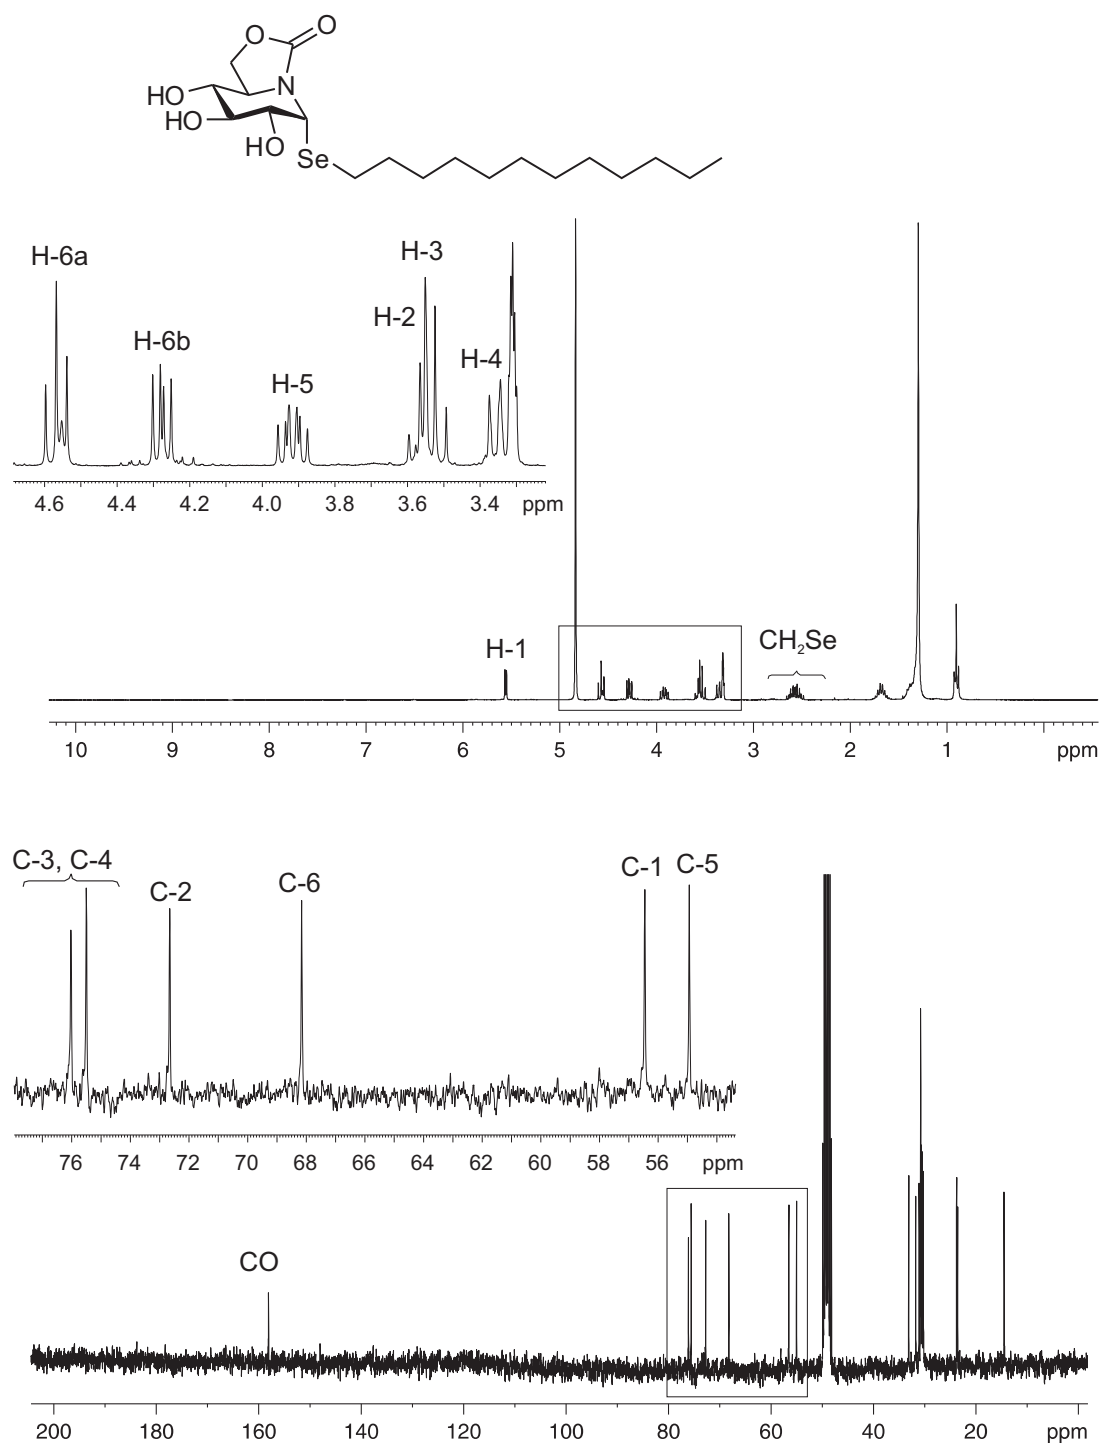 O
O
N
HO
HO
HO
Se
H-6a
H-3
H-6b
H-2
H-5
H-4
4.6 4.4 4.2 4.0 3.8 3.6 3.4 ppm
H-1
CH₂Se
10 9 8 7 6 5 4 3 2 1 ppm
C-3, C-4
C-2
C-6
C-1
C-5
76 74 72 70 68 66 64 62 60 58 56 ppm
CO
200 180 160 140 120 100 80 60 40 20 ppm